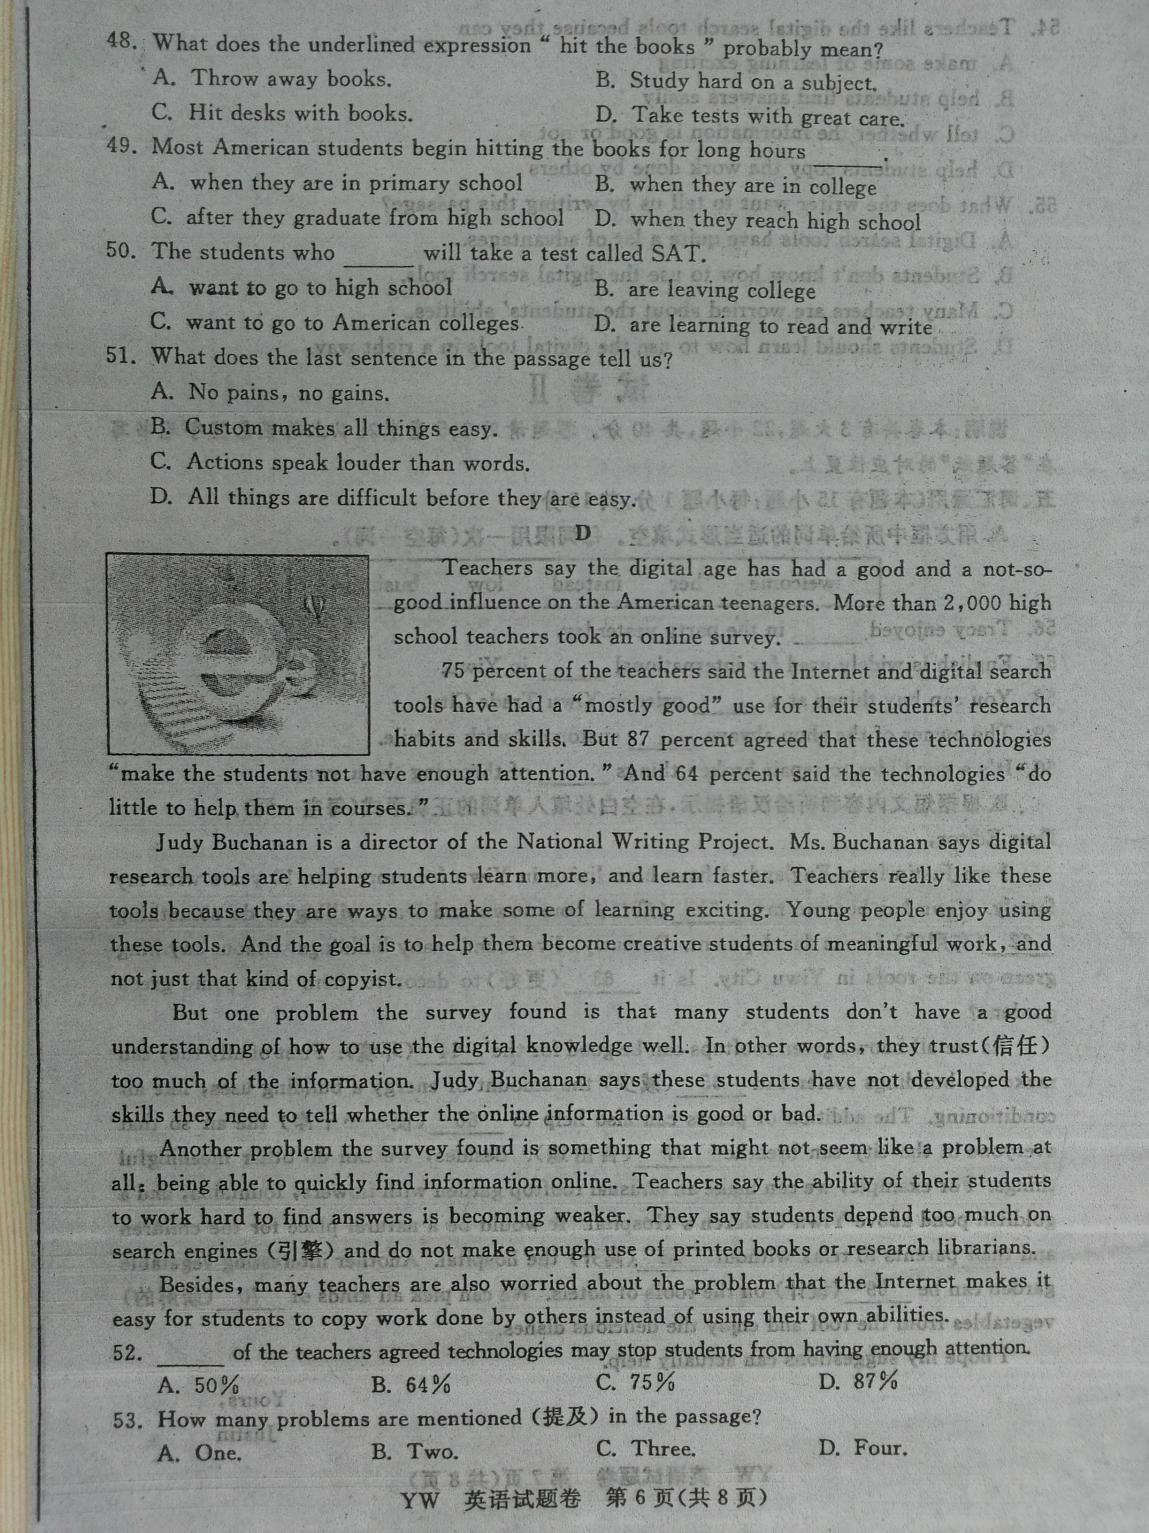 48. What does the underlined expression “ hit the books ” probably mean?
A. Throw away books. B. Study hard on a subject.
C. Hit desks with books. D. Take tests with great care.
49. Most American students begin hitting the books for long hours ______.
A. when they are in primary school B. when they are in college
C. after they graduate from high school D. when they reach high school
50. The students who ______ will take a test called SAT.
A. want to go to high school B. are leaving college
C. want to go to American colleges D. are learning to read and write
51. What does the last sentence in the passage tell us?
A. No pains, no gains.
B. Custom makes all things easy.
C. Actions speak louder than words.
D. All things are difficult before they are easy.
D
Teachers say the digital age has had a good and a not-so-
good influence on the American teenagers. More than 2,000 high
school teachers took an online survey.
75 percent of the teachers said the Internet and digital search
tools have had a “mostly good” use for their students’ research
habits and skills. But 87 percent agreed that these technologies
“make the students not have enough attention. ” And 64 percent said the technologies “do
little to help them in courses. ”
Judy Buchanan is a director of the National Writing Project. Ms. Buchanan says digital
research tools are helping students learn more, and learn faster. Teachers really like these
tools because they are ways to make some of learning exciting. Young people enjoy using
these tools. And the goal is to help them become creative students of meaningful work, and
not just that kind of copyist.
But one problem the survey found is that many students don’t have a good
understanding of how to use the digital knowledge well. In other words, they trust(信任)
too much of the information. Judy Buchanan says these students have not developed the
skills they need to tell whether the online information is good or bad.
Another problem the survey found is something that might not seem like a problem at
all: being able to quickly find information online. Teachers say the ability of their students
to work hard to find answers is becoming weaker. They say students depend too much on
search engines (引擎) and do not make enough use of printed books or research librarians.
Besides, many teachers are also worried about the problem that the Internet makes it
easy for students to copy work done by others instead of using their own abilities.
52. ______ of the teachers agreed technologies may stop students from having enough attention.
A. 50% B. 64% C. 75% D. 87%
53. How many problems are mentioned (提及) in the passage?
A. One. B. Two. C. Three. D. Four.
YW 英语试题卷 第 6 页(共 8 页)